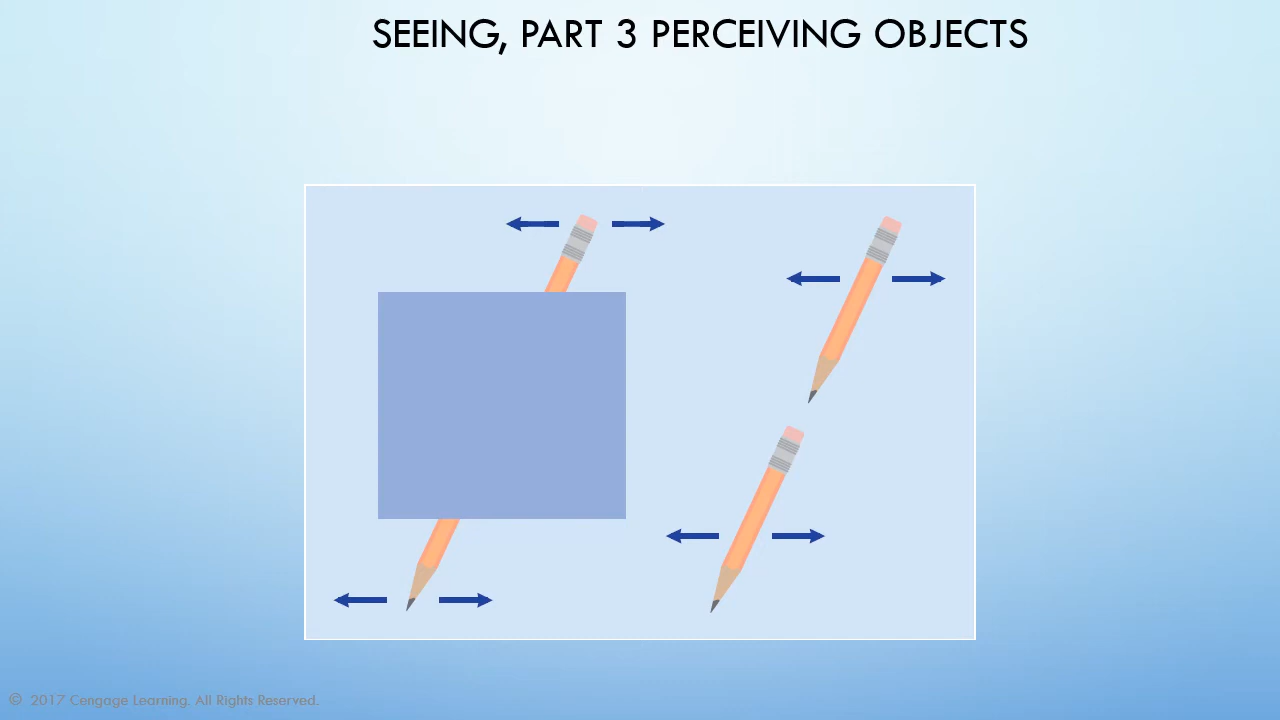 SEEING, PART 3 PERCEIVING OBJECTS
© 2017 Cengage Learning. All Rights Reserved.